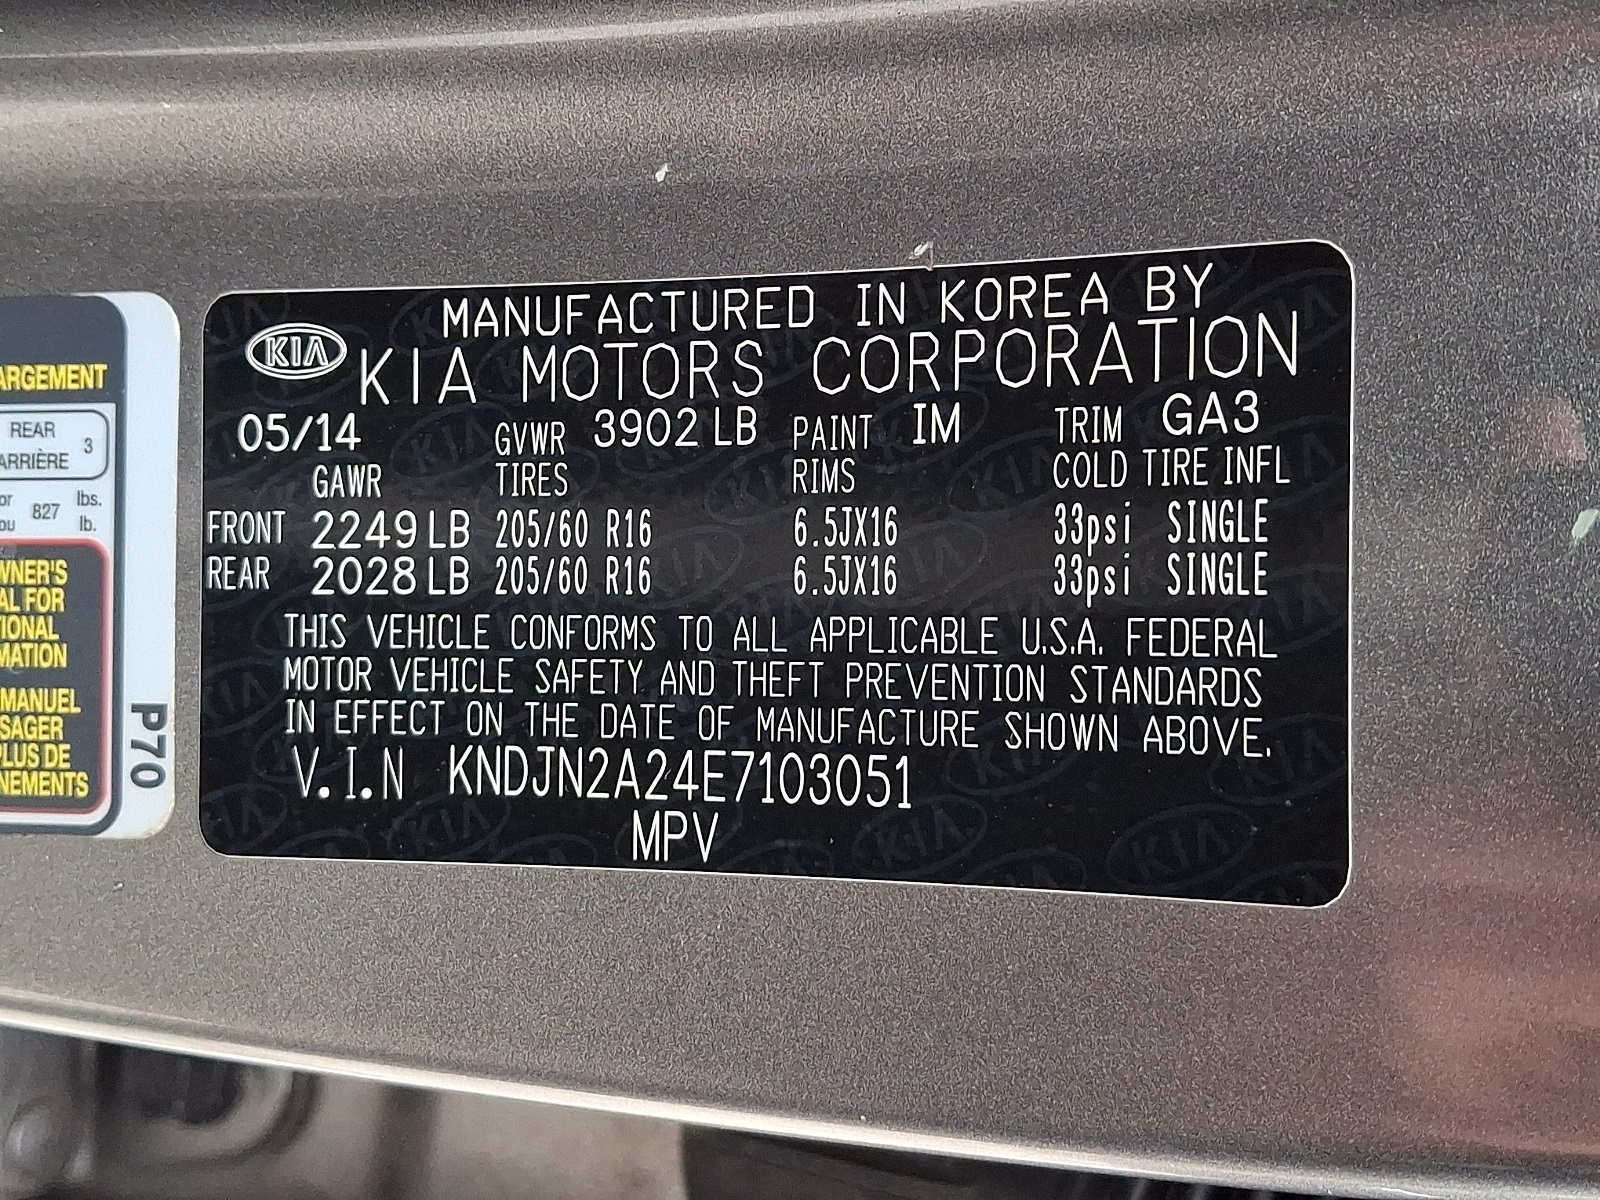 ARGEMENT
REAR
ARRIÈRE 3
or
ou 827 lbs.
lb.
WNER'S
AL FOR
TIONAL
MATION
MANUEL
SAGER
PLUS DE
NEMENTS
P70
KIA
MANUFACTURED IN KOREA BY
KIA MOTORS CORPORATION
05/14 GVWR 3902 LB PAINT IM TRIM GA3
GAWR TIRES RIMS COLD TIRE INFL
FRONT 2249 LB 205/60 R16 6.5JX16 33psi SINGLE
REAR 2028 LB 205/60 R16 6.5JX16 33psi SINGLE
THIS VEHICLE CONFORMS TO ALL APPLICABLE U.S.A. FEDERAL
MOTOR VEHICLE SAFETY AND THEFT PREVENTION STANDARDS
IN EFFECT ON THE DATE OF MANUFACTURE SHOWN ABOVE.
V.I.N KNDJN2A24E7103051
MPV